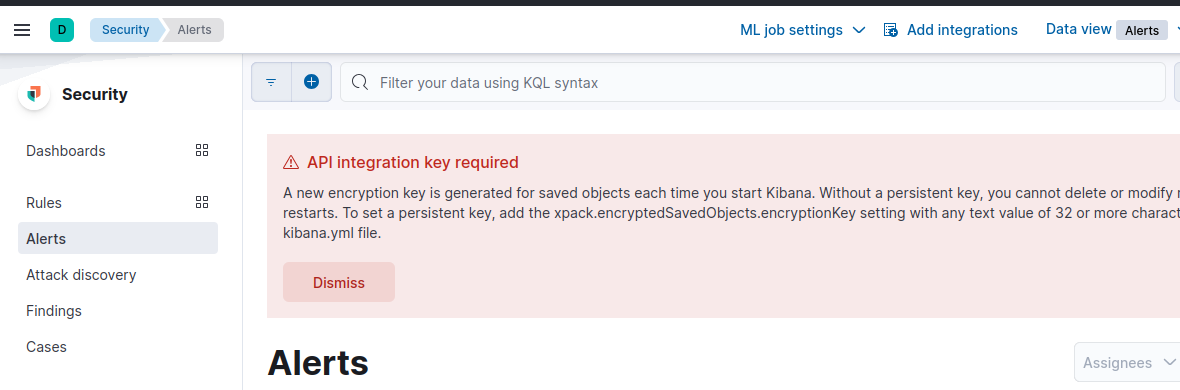 D Security Alerts ML job settings Add integrations Data view Alerts
Security
Filter your data using KQL syntax
Dashboards
Rules
Alerts
Attack discovery
Findings
Cases
API integration key required
A new encryption key is generated for saved objects each time you start Kibana. Without a persistent key, you cannot delete or modify
restarts. To set a persistent key, add the xpack.encryptedSavedObjects.encryptionKey setting with any text value of 32 or more charact
kibana.yml file.
Dismiss
Alerts
Assignees